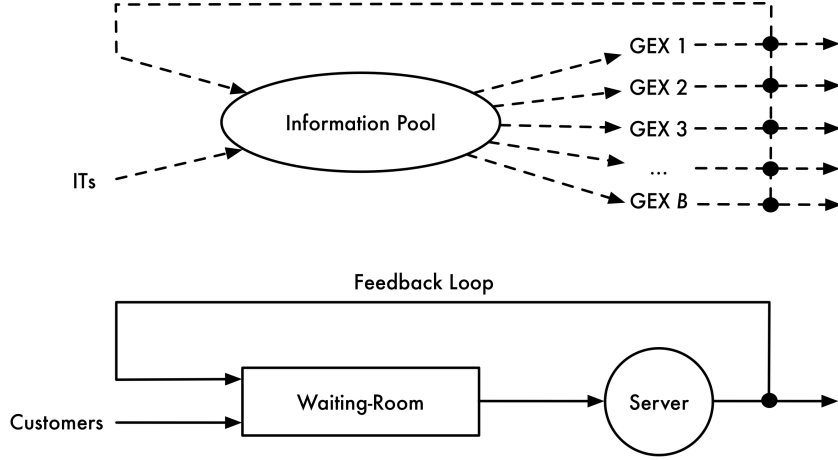 GEX 1
GEX 2
Information Pool
GEX 3
ITs
...
GEX B
Feedback Loop
Waiting-Room
Server
Customers